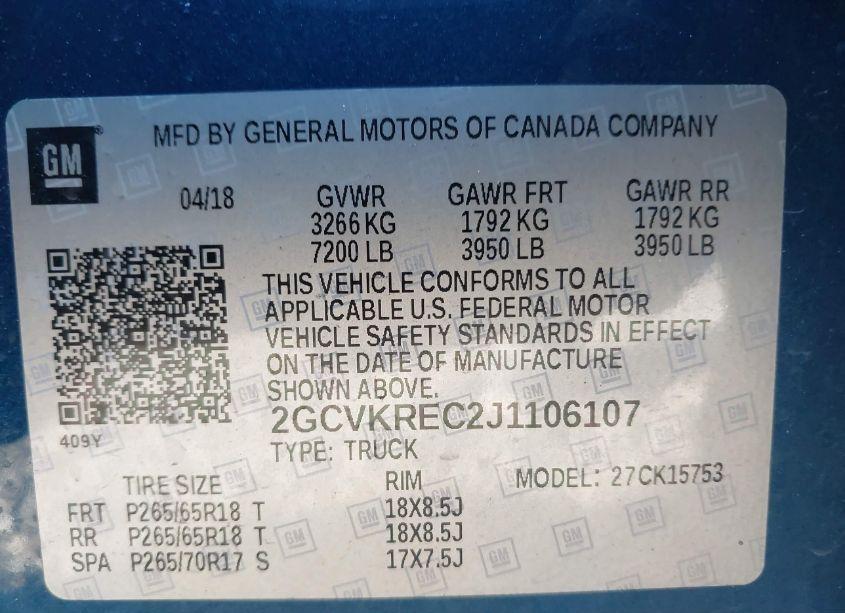 GM
MFD BY GENERAL MOTORS OF CANADA COMPANY
04/18 GVWR GAWR FRT GAWR RR
3266 KG 1792 KG 1792 KG
7200 LB 3950 LB 3950 LB
THIS VEHICLE CONFORMS TO ALL
APPLICABLE U.S. FEDERAL MOTOR
VEHICLE SAFETY STANDARDS IN EFFECT
ON THE DATE OF MANUFACTURE
SHOWN ABOVE.
2GCVKREC2J1106107
409Y
TYPE: TRUCK
TIRE SIZE RIM MODEL: 27CK15753
FRT P265/65R18 T 18X8.5J
RR P265/65R18 T 18X8.5J
SPA P265/70R17 S 17X7.5J